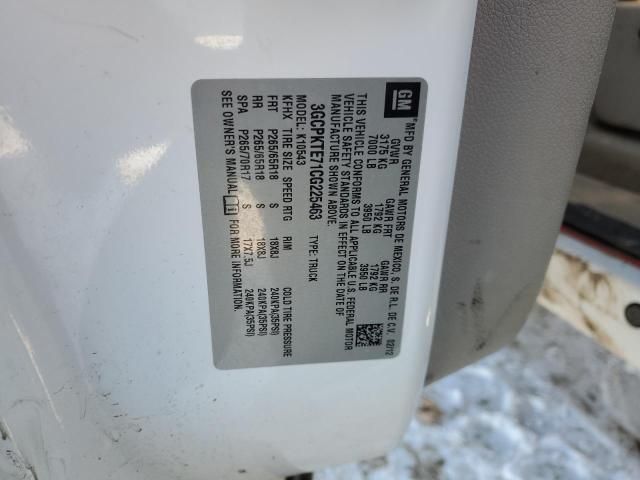 GM MFD BY GENERAL MOTORS DE MEXICO, S. DE R.L. DE C.V. 02/12
GVWR GAWR FRT GAWR RR
3175 KG 1792 KG 1792 KG
7000 LB 3950 LB 3950 LB
THIS VEHICLE CONFORMS TO ALL APPLICABLE U.S. FEDERAL MOTOR
VEHICLE SAFETY STANDARDS IN EFFECT ON THE DATE OF
MANUFACTURE SHOWN ABOVE.
3GCPKTE71CG225463 TYPE: TRUCK
MODEL: K10543
KFHX TIRE SIZE SPEED RTG RIM COLD TIRE PRESSURE
FRT P265/65R18 S 18X8J 240KPA(35PSI)
RR P265/65R18 S 18X8J 240KPA(35PSI)
SPA P265/70R17 S 17X7.5J 240KPA(35PSI)
SEE OWNER'S MANUAL FOR MORE INFORMATION.